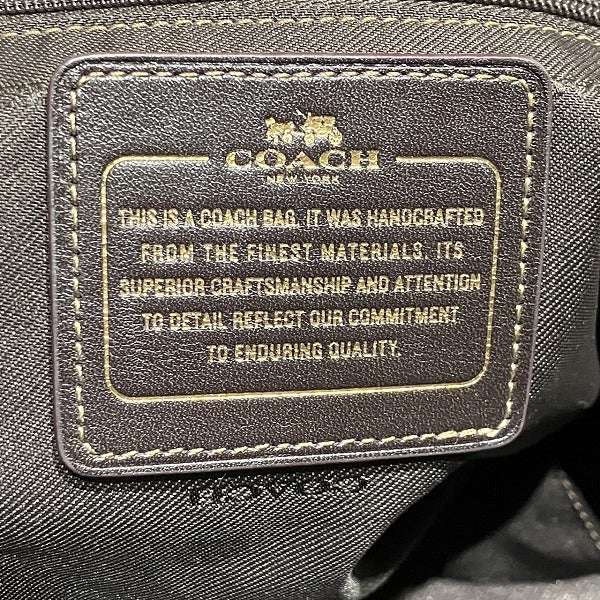 COACH
NEW YORK
THIS IS A COACH BAG. IT WAS HANDCRAFTED
FROM THE FINEST MATERIALS. ITS
SUPERIOR CRAFTSMANSHIP AND ATTENTION
TO DETAIL REFLECT OUR COMMITMENT
TO ENDURING QUALITY.